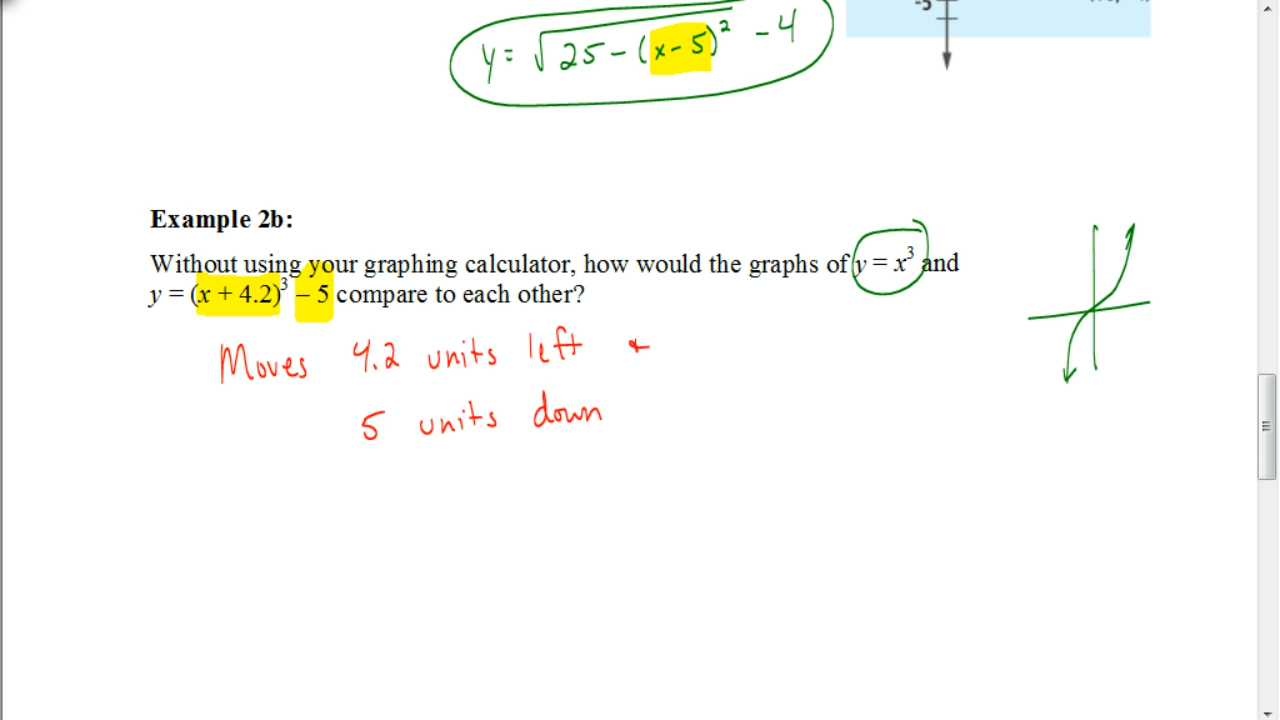 -5
y = √25 - (x - 5)² - 4
Example 2b:
Without using your graphing calculator, how would the graphs of y = x³ and
y = (x + 4.2)³ – 5 compare to each other?
Moves 4.2 units left +
5 units down